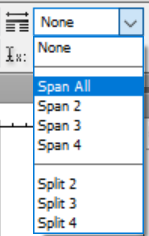 None
None
Span All
Span 2
Span 3
Span 4
Split 2
Split 3
Split 4